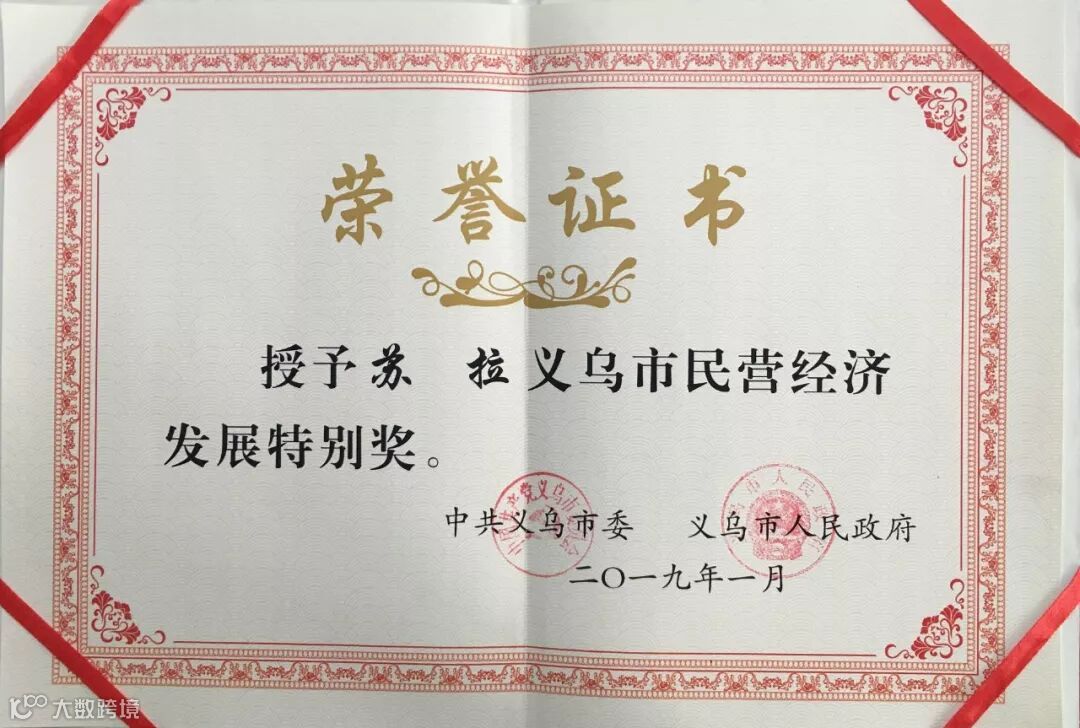 荣誉证书
授予苏 拉义乌市民营经济
发展特别奖。
中共义乌市委 义乌市人民政府
二〇一九年一月
大数跨境